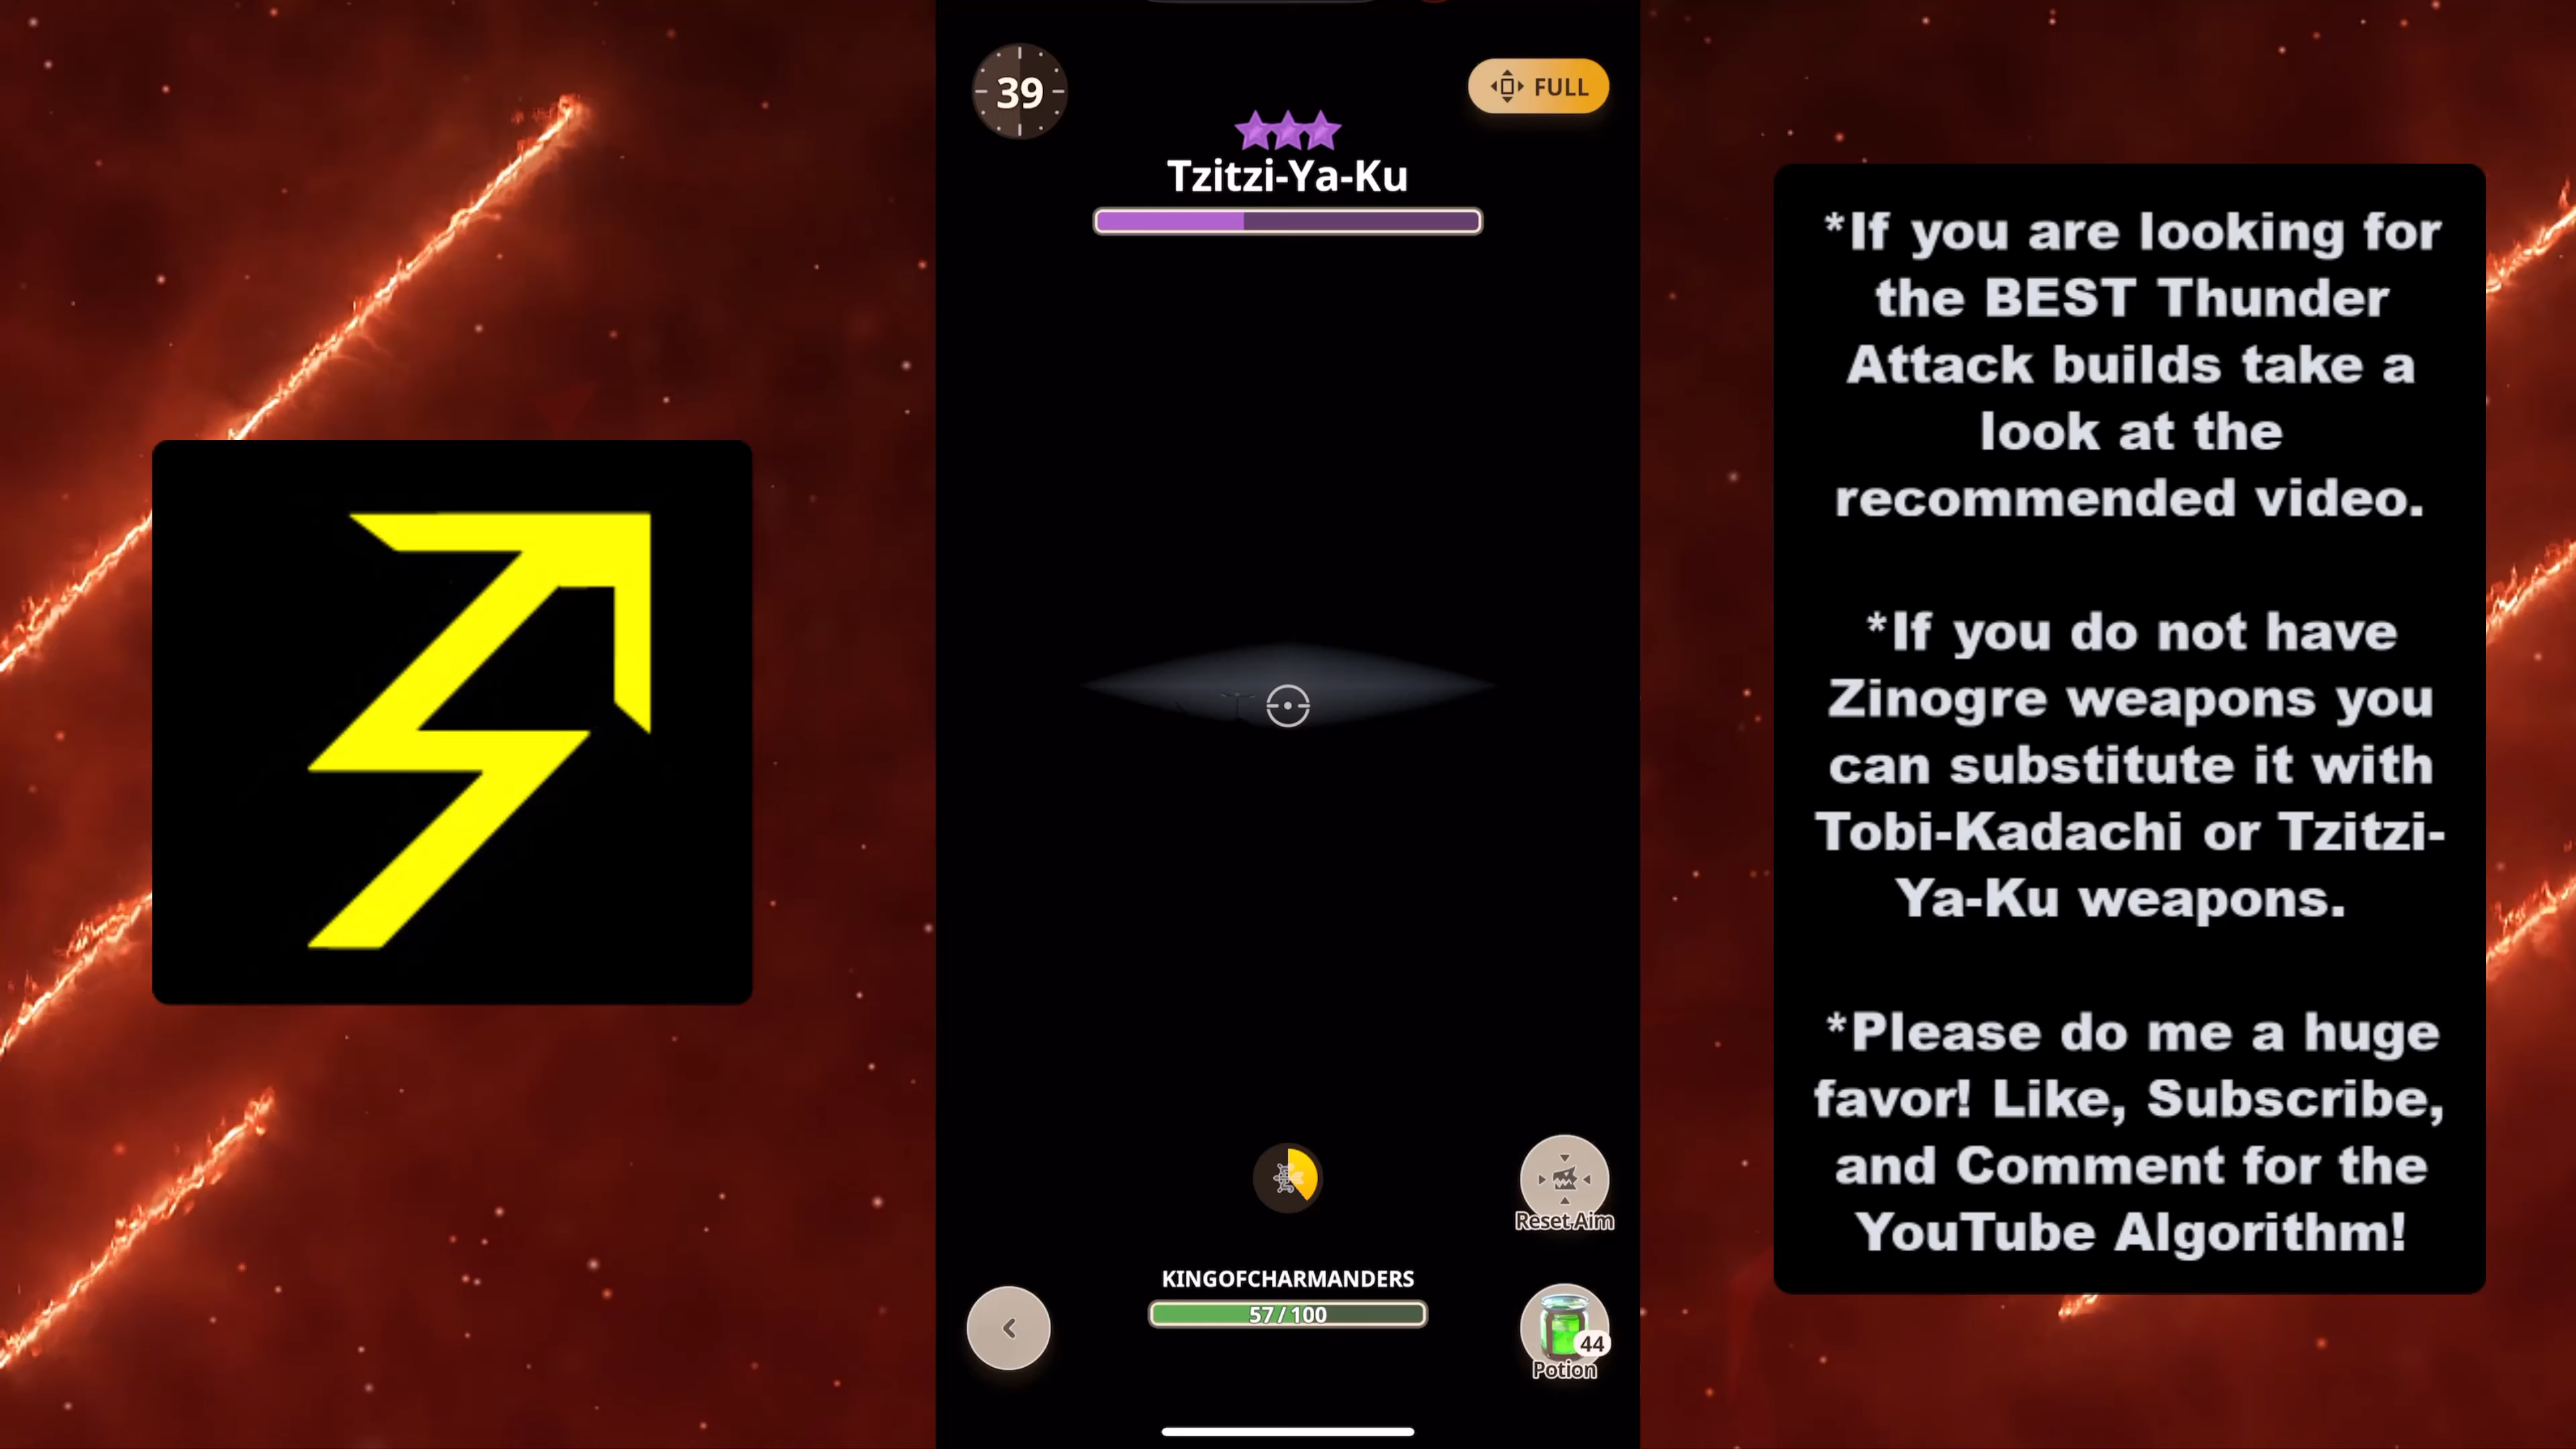 39
FULL
Tzitzi-Ya-Ku
Reset Aim
KINGOFCHARMANDERS
57/100
44
Potion
*If you are looking for
the BEST Thunder
Attack builds take a
look at the
recommended video.
*If you do not have
Zinogre weapons you
can substitute it with
Tobi-Kadachi or Tzitzi-
Ya-Ku weapons.
*Please do me a huge
favor! Like, Subscribe,
and Comment for the
YouTube Algorithm!